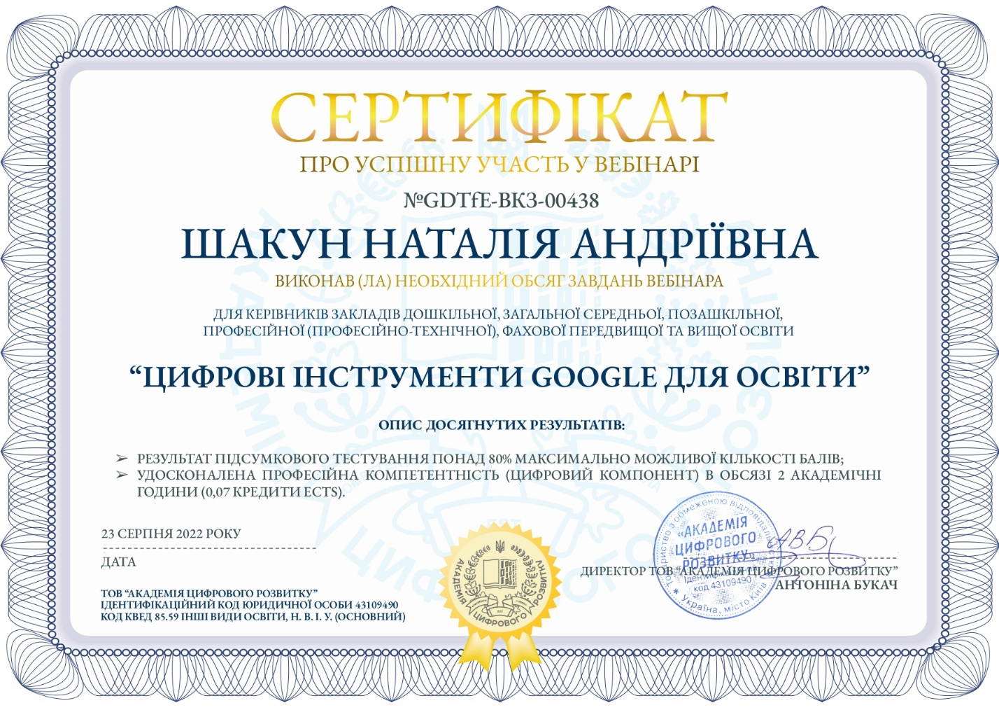 СЕРТИФІКАТ
ПРО УСПІШНУ УЧАСТЬ У ВЕБІНАРІ
№GDTfE-ВКЗ-00438
ШАКУН НАТАЛІЯ АНДРІЇВНА
ВИКОНАВ (ЛА) НЕОБХІДНИЙ ОБСЯГ ЗАВДАНЬ ВЕБІНАРА
ДЛЯ КЕРІВНИКІВ ЗАКЛАДІВ ДОШКІЛЬНОЇ, ЗАГАЛЬНОЇ СЕРЕДНЬОЇ, ПОЗАШКІЛЬНОЇ,
ПРОФЕСІЙНОЇ (ПРОФЕСІЙНО-ТЕХНІЧНОЇ), ФАХОВОЇ ПЕРЕДВИЩОЇ ТА ВИЩОЇ ОСВІТИ
“ЦИФРОВІ ІНСТРУМЕНТИ GOOGLE ДЛЯ ОСВІТИ”
ОПИС ДОСЯГНУТИХ РЕЗУЛЬТАТІВ:
➢ РЕЗУЛЬТАТ ПІДСУМКОВОГО ТЕСТУВАННЯ ПОНАД 80% МАКСИМАЛЬНО МОЖЛИВОЇ КІЛЬКОСТІ БАЛІВ;
➢ УДОСКОНАЛЕНА ПРОФЕСІЙНА КОМПЕТЕНТНІСТЬ (ЦИФРОВИЙ КОМПОНЕНТ) В ОБСЯЗІ 2 АКАДЕМІЧНІ
ГОДИНИ (0,07 КРЕДИТИ ECTS).
23 СЕРПНЯ 2022 РОКУ
ДАТА
ТОВ “АКАДЕМІЯ ЦИФРОВОГО РОЗВИТКУ”
ІДЕНТИФІКАЦІЙНИЙ КОД ЮРИДИЧНОЇ ОСОБИ 43109490
КОД КВЕД 85.59 ІНШІ ВИДИ ОСВІТИ, Н. В. І. У. (ОСНОВНИЙ)
АКАДЕМІЯ ЦИФРОВОГО РОЗВИТКУ
Товариство з обмеженою відповідальністю
«АКАДЕМІЯ
ЦИФРОВОГО
РОЗВИТКУ»
Ідентифікаційний
код 43109490
Україна, місто Київ
ДИРЕКТОР ТОВ “АКАДЕМІЯ ЦИФРОВОГО РОЗВИТКУ”
АНТОНІНА БУКАЧ